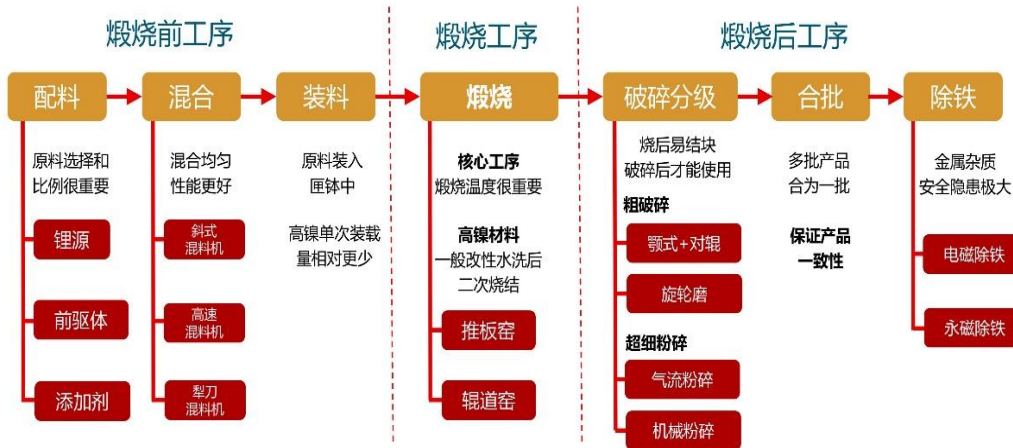 煅烧前工序
煅烧工序
煅烧后工序
配料
混合
装料
煅烧
破碎分级
合批
除铁
原料选择和
比例很重要
锂源
前驱体
添加剂
混合均匀
性能更好
斜式
混料机
高速
混料机
犁刀
混料机
原料装入
匣钵中
高镍单次装载
量相对更少
核心工序
煅烧温度很重要
高镍材料
一般改性水洗后
二次烧结
推板窑
辊道窑
烧后易结块
破碎后才能使用
粗破碎
颚式+对辊
旋轮磨
超细粉碎
气流粉碎
机械粉碎
多批产品
合为一批
保证产品
一致性
金属杂质
安全隐患极大
电磁除铁
永磁除铁